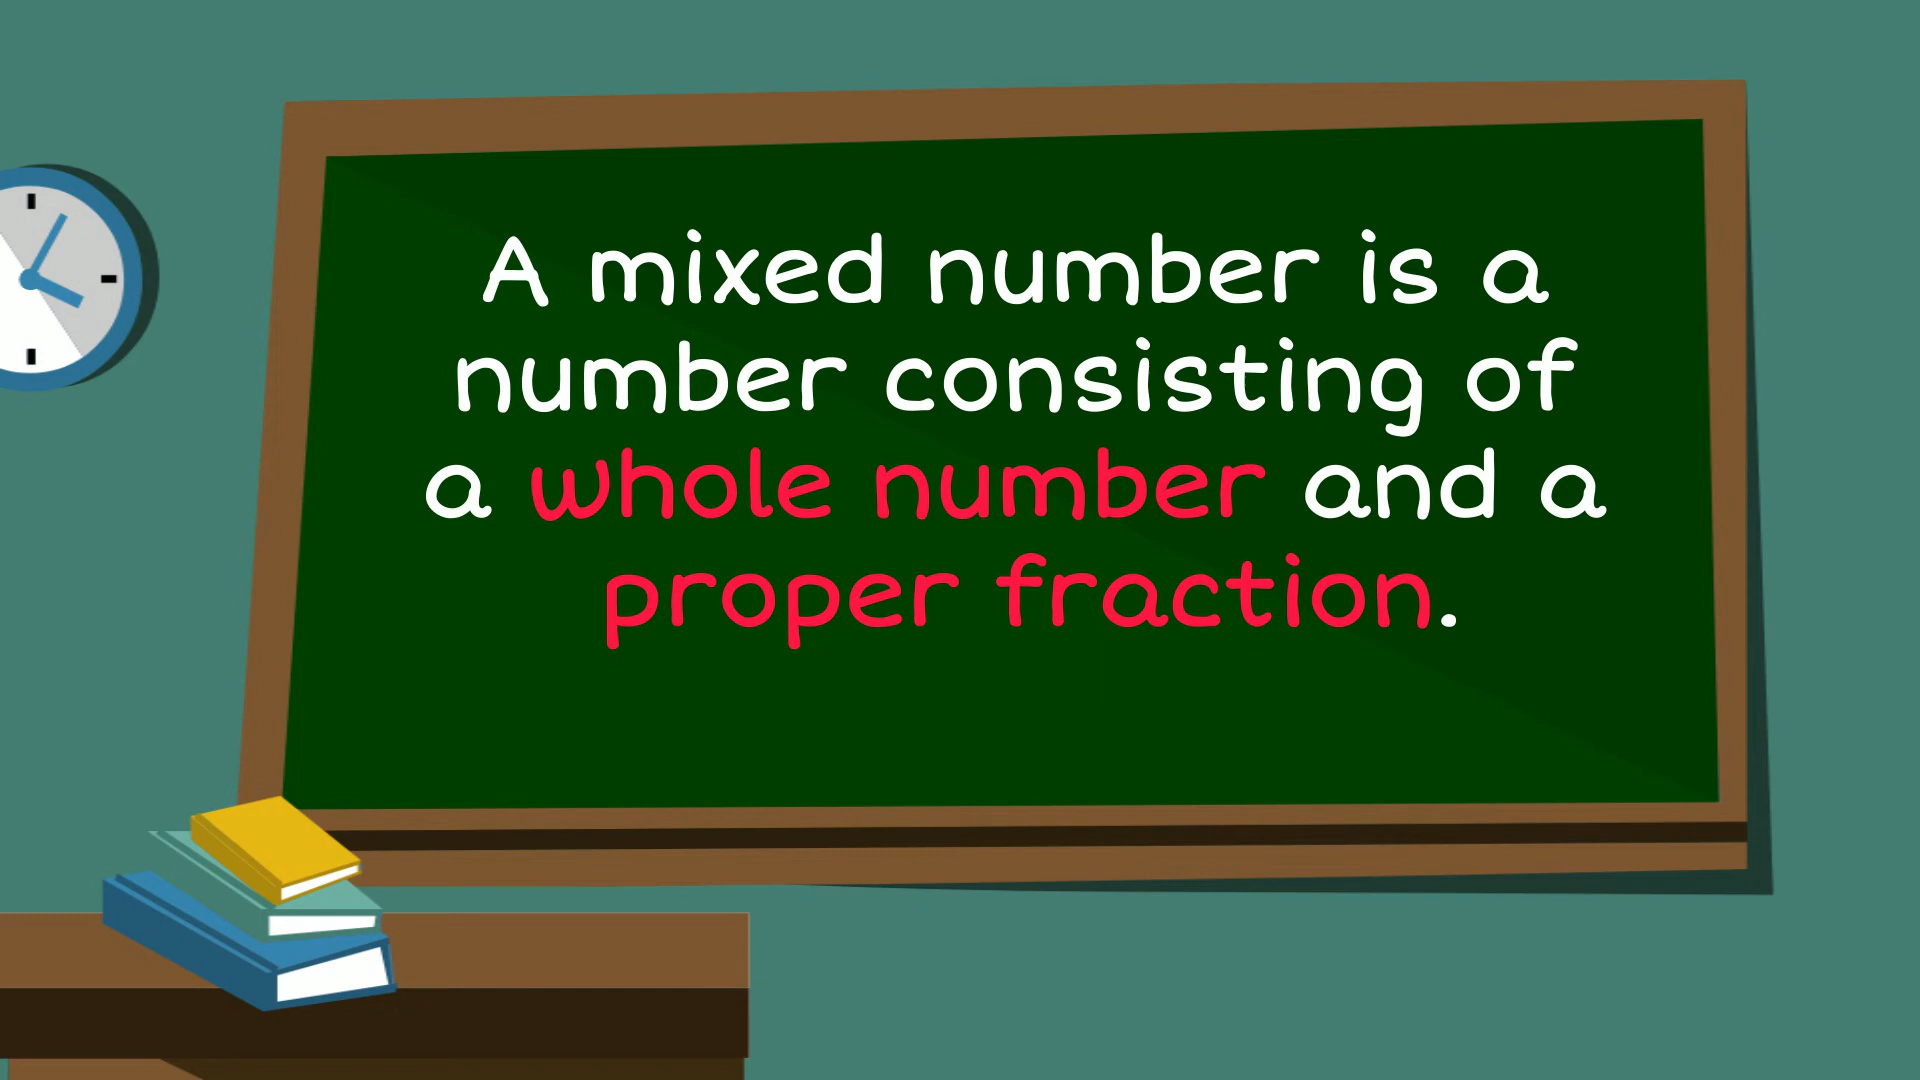 A mixed number is a
number consisting of
a whole number and a
proper fraction.